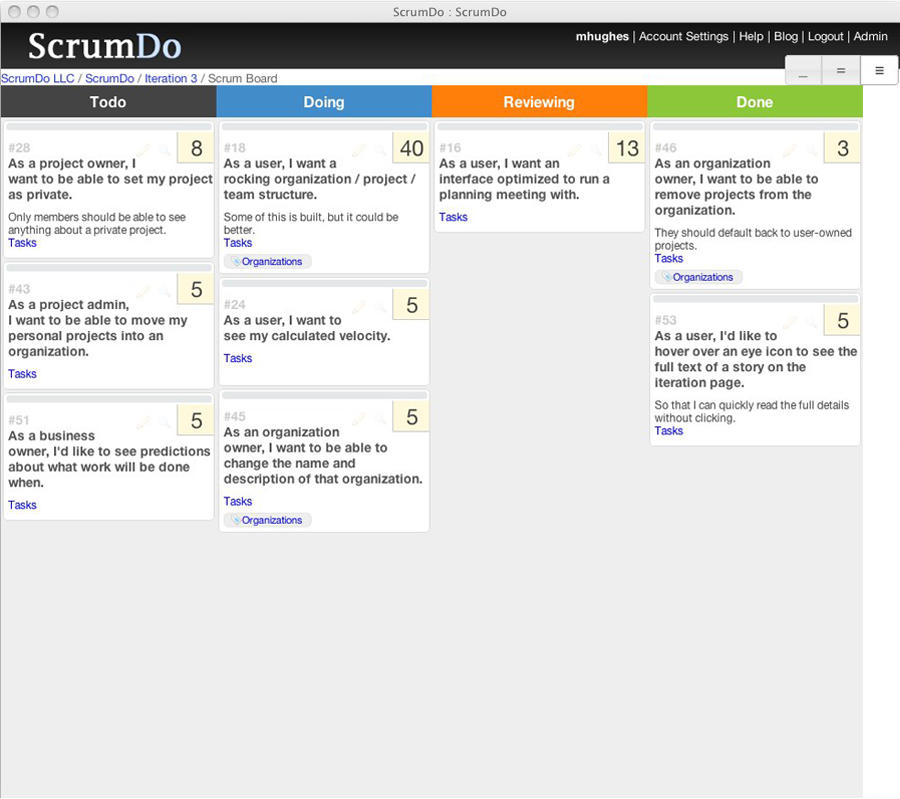 ScrumDo : ScrumDo
ScrumDo
mhughes | Account Settings | Help | Blog | Logout | Admin
ScrumDo LLC / ScrumDo / Iteration 3 / Scrum Board
Todo
#28
8
As a project owner, I
want to be able to set my project
as private.
Only members should be able to see
anything about a private project.
Tasks
#43
5
As a project admin,
I want to be able to move my
personal projects into an
organization.
Tasks
#51
5
As a business
owner, I'd like to see predictions
about what work will be done
when.
Tasks
Doing
#18
40
As a user, I want a
rocking organization / project /
team structure.
Some of this is built, but it could be
better.
Tasks
Organizations
#24
5
As a user, I want to
see my calculated velocity.
Tasks
#45
5
As an organization
owner, I want to be able to
change the name and
description of that organization.
Tasks
Organizations
Reviewing
#16
13
As a user, I want an
interface optimized to run a
planning meeting with.
Tasks
Done
#46
3
As an organization
owner, I want to be able to
remove projects from the
organization.
They should default back to user-owned
projects.
Tasks
Organizations
#53
5
As a user, I'd like to
hover over an eye icon to see the
full text of a story on the
iteration page.
So that I can quickly read the full details
without clicking.
Tasks